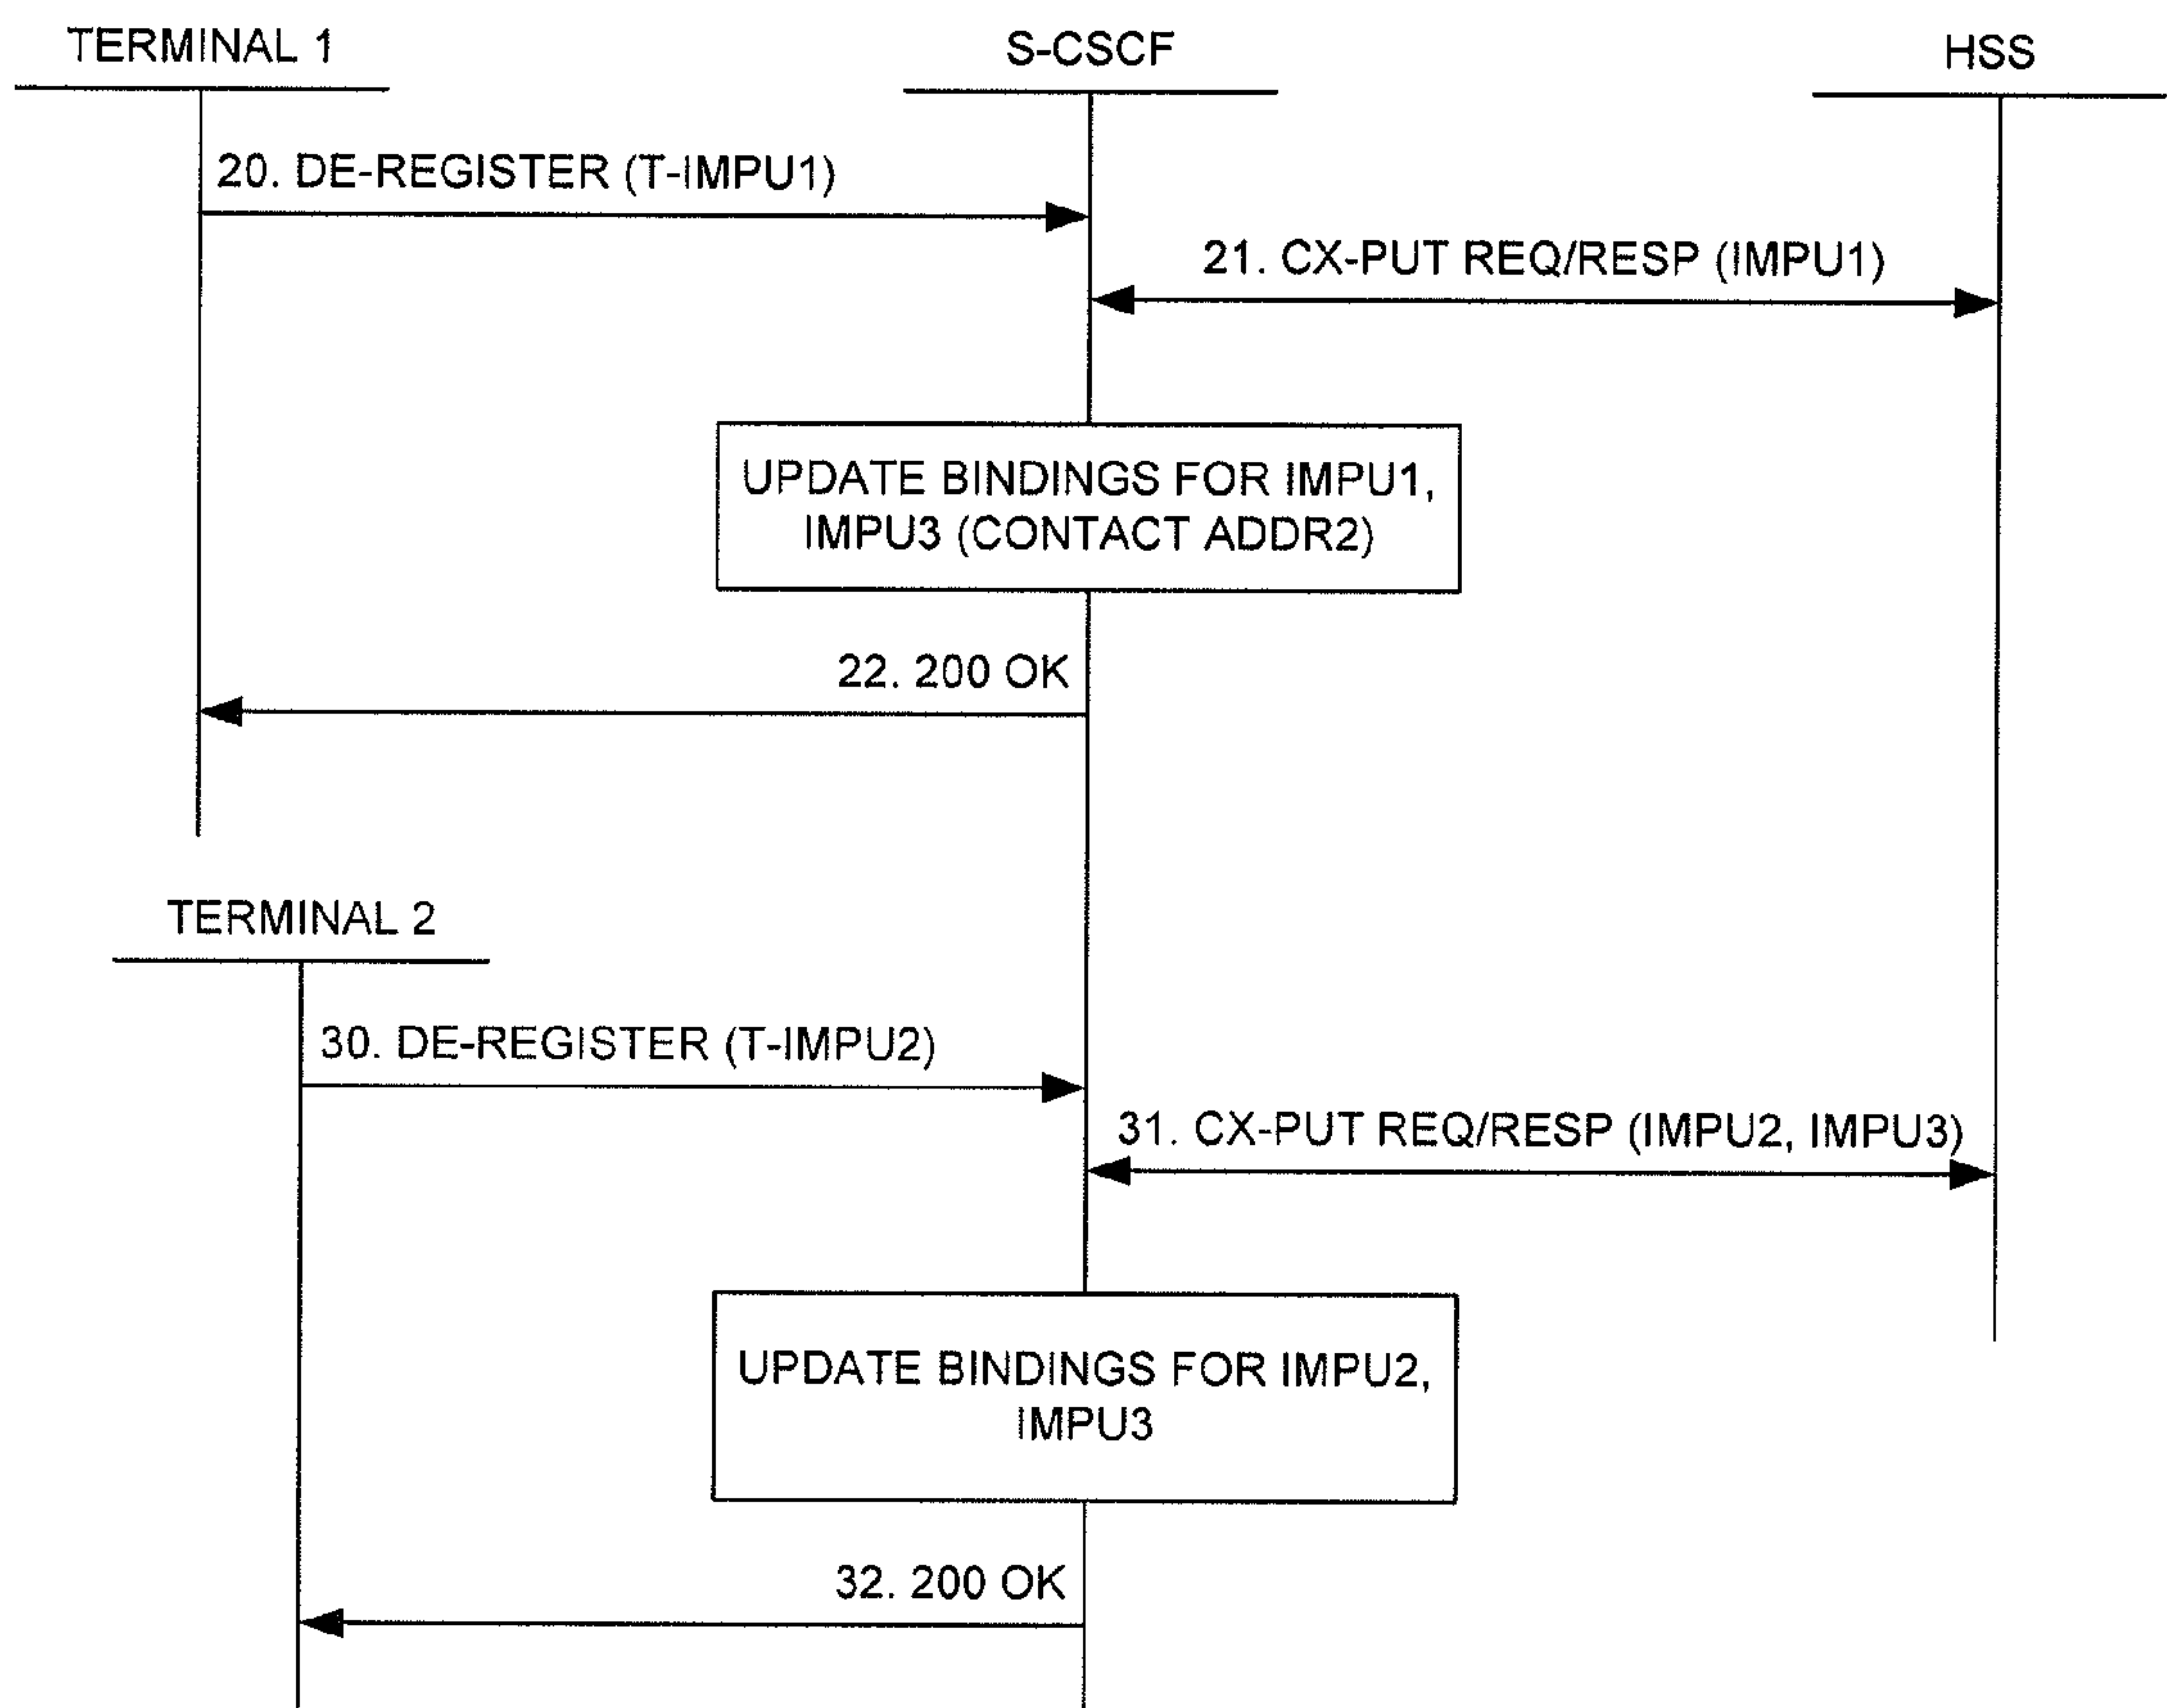 TERMINAL 1
S-CSCF
HSS
20. DE-REGISTER (T-IMPU1)
21. CX-PUT REQ/RESP (IMPU1)
UPDATE BINDINGS FOR IMPU1,
IMPU3 (CONTACT ADDR2)
22. 200 OK
TERMINAL 2
30. DE-REGISTER (T-IMPU2)
31. CX-PUT REQ/RESP (IMPU2, IMPU3)
UPDATE BINDINGS FOR IMPU2,
IMPU3
32. 200 OK